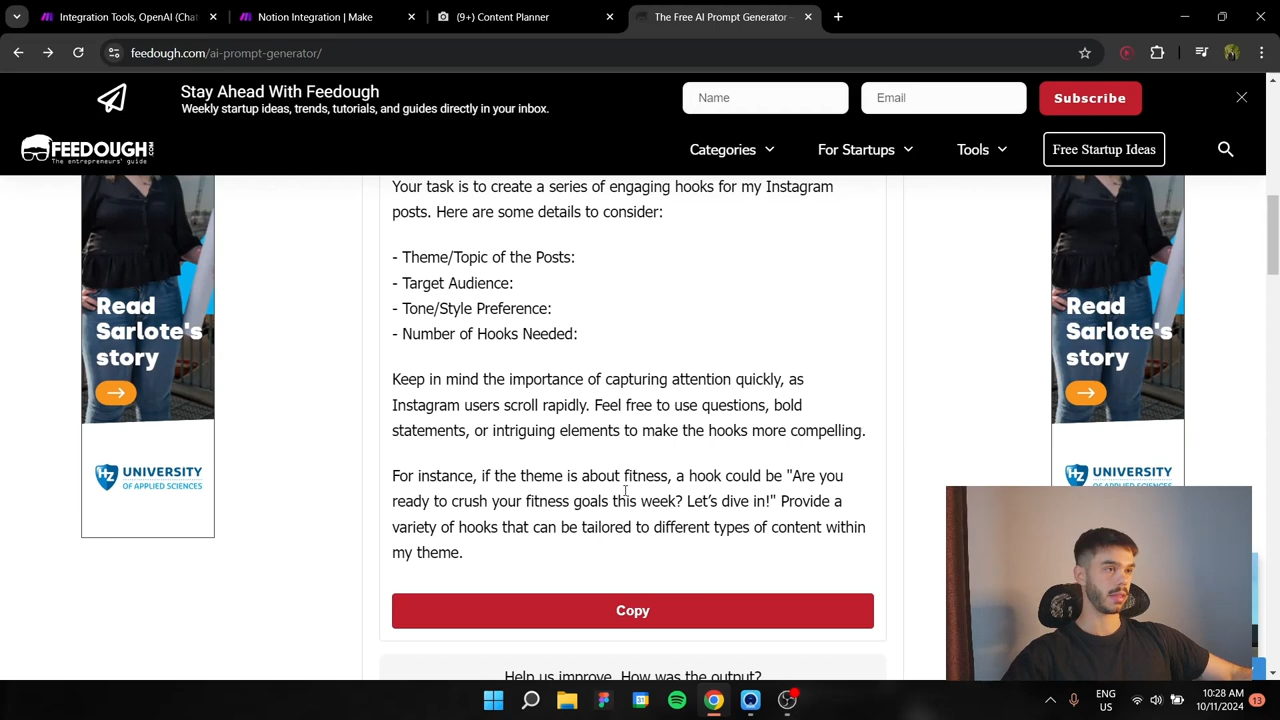 Integration Tools, OpenAI (Chat
Notion Integration | Make
(9+) Content Planner
The Free AI Prompt Generator -
feedough.com/ai-prompt-generator/
Stay Ahead With Feedough
Weekly startup ideas, trends, tutorials, and guides directly in your inbox.
Name
Email
Subscribe
FEEDOUGH.COM
The entrepreneurs' guide
Categories
For Startups
Tools
Free Startup Ideas
Your task is to create a series of engaging hooks for my Instagram
posts. Here are some details to consider:
- Theme/Topic of the Posts:
- Target Audience:
- Tone/Style Preference:
- Number of Hooks Needed:
Keep in mind the importance of capturing attention quickly, as
Instagram users scroll rapidly. Feel free to use questions, bold
statements, or intriguing elements to make the hooks more compelling.
For instance, if the theme is about fitness, a hook could be "Are you
ready to crush your fitness goals this week? Let’s dive in!" Provide a
variety of hooks that can be tailored to different types of content within
my theme.
Copy
Help us improve. How was the output?
Read
Sarlote's
story
HZ UNIVERSITY
OF APPLIED SCIENCES
Read
Sarlote's
story
HZ UNIVERSITY
ENG
US
10:28 AM
10/11/2024
13